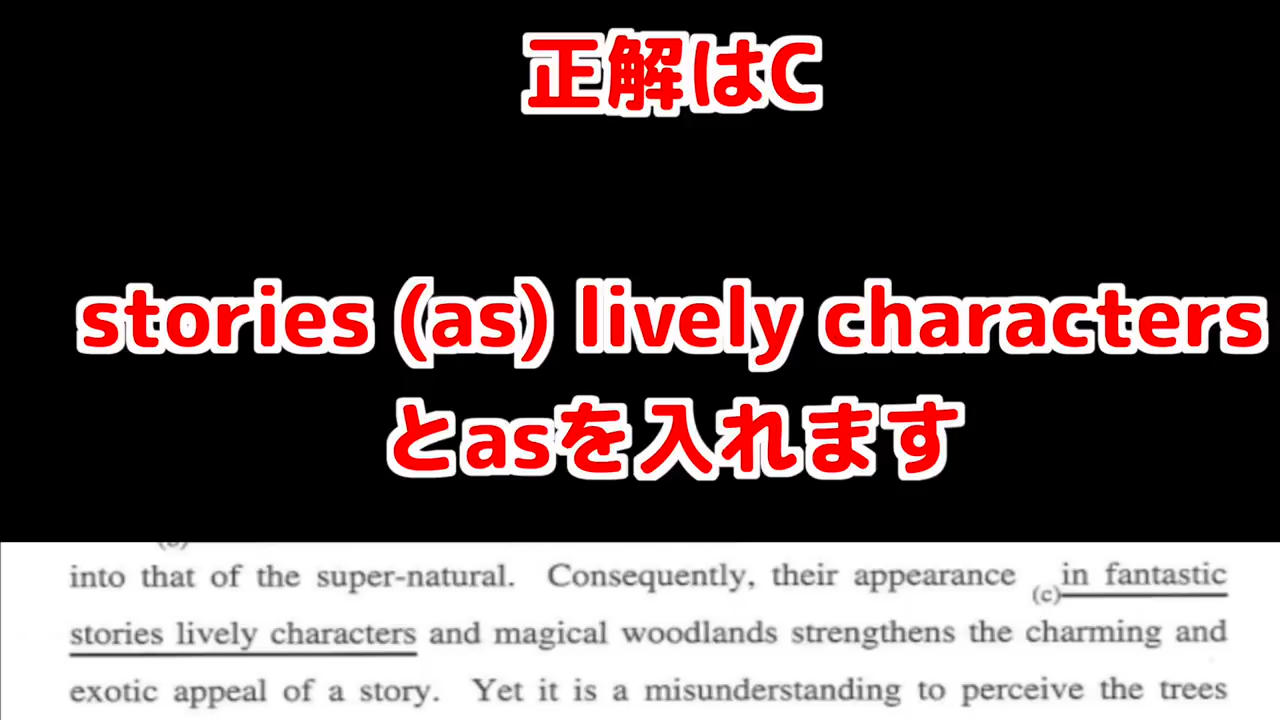 正解はC
stories (as) lively characters
とasを入れます
into that of the super-natural. Consequently, their appearance (c)in fantastic
stories lively characters and magical woodlands strengthens the charming and
exotic appeal of a story. Yet it is a misunderstanding to perceive the trees